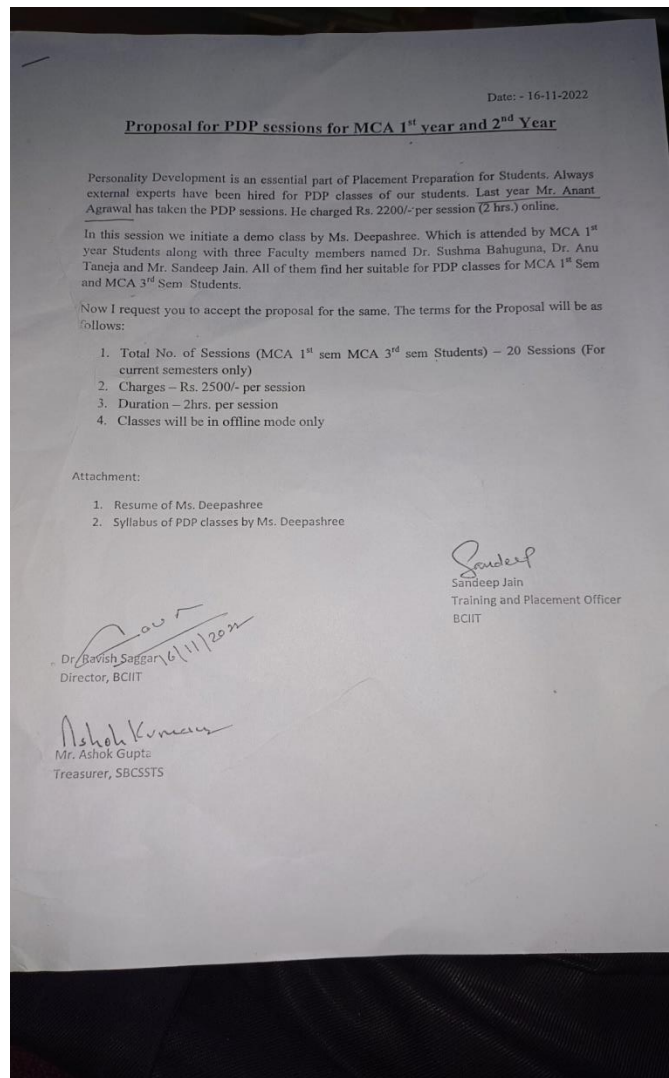 Date: - 16-11-2022
Proposal for PDP sessions for MCA 1st year and 2nd Year
Personality Development is an essential part of Placement Preparation for Students. Always
external experts have been hired for PDP classes of our students. Last year Mr. Anant
Agrawal has taken the PDP sessions. He charged Rs. 2200/-per session (2 hrs.) online.
In this session we initiate a demo class by Ms. Deepashree. Which is attended by MCA 1st
year Students along with three Faculty members named Dr. Sushma Bahuguna, Dr. Anu
Taneja and Mr. Sandeep Jain. All of them find her suitable for PDP classes for MCA 1st Sem
and MCA 3rd Sem Students.
Now I request you to accept the proposal for the same. The terms for the Proposal will be as
follows:
1. Total No. of Sessions (MCA 1st sem MCA 3rd sem Students) – 20 Sessions (For
current semesters only)
2. Charges – Rs. 2500/- per session
3. Duration – 2hrs. per session
4. Classes will be in offline mode only
Attachment:
1. Resume of Ms. Deepashree
2. Syllabus of PDP classes by Ms. Deepashree
Sandeep
Sandeep Jain
Training and Placement Officer
BCIIT
16/11/2022
Dr. Ravish Saggar
Director, BCIIT
Ashok Kumar
Mr. Ashok Gupta
Treasurer, SBCSSTS